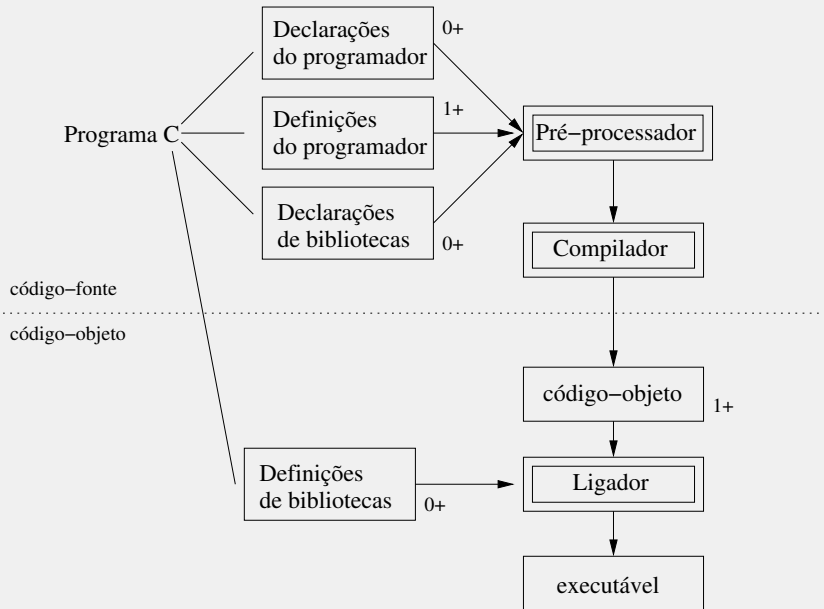 Declarações
do programador
0+
Programa C
Definições
do programador
1+
Pré-processador
Declarações
de bibliotecas
0+
Compilador
código-fonte
código-objeto
código-objeto
1+
Definições
de bibliotecas
0+
Ligador
executável